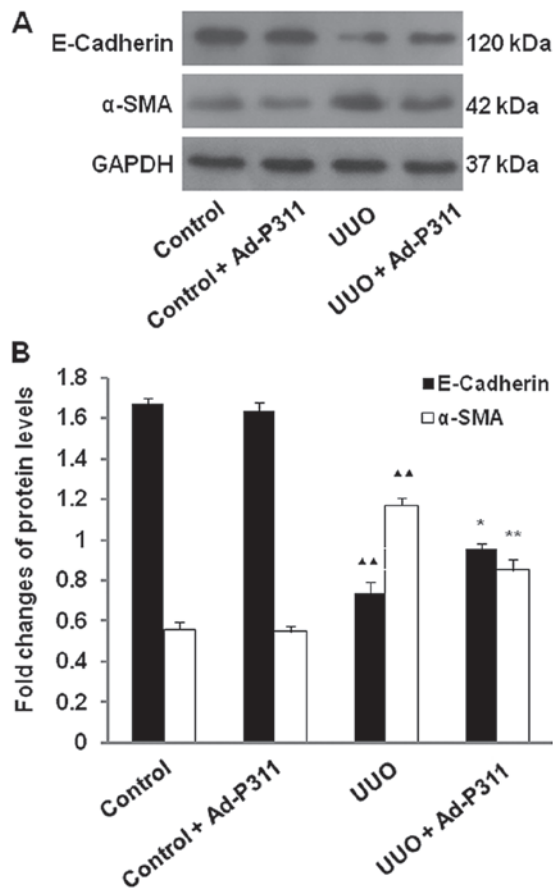 A
E-Cadherin 120 kDa
α-SMA 42 kDa
GAPDH 37 kDa
Control
Control + Ad-P311
UUO
UUO + Ad-P311
B
Fold changes of protein levels
1.8
1.6
1.4
1.2
1
0.8
0.6
0.4
0.2
0
E-Cadherin
α-SMA
▲▲
▲▲
*
**
Control
Control + Ad-P311
UUO
UUO + Ad-P311